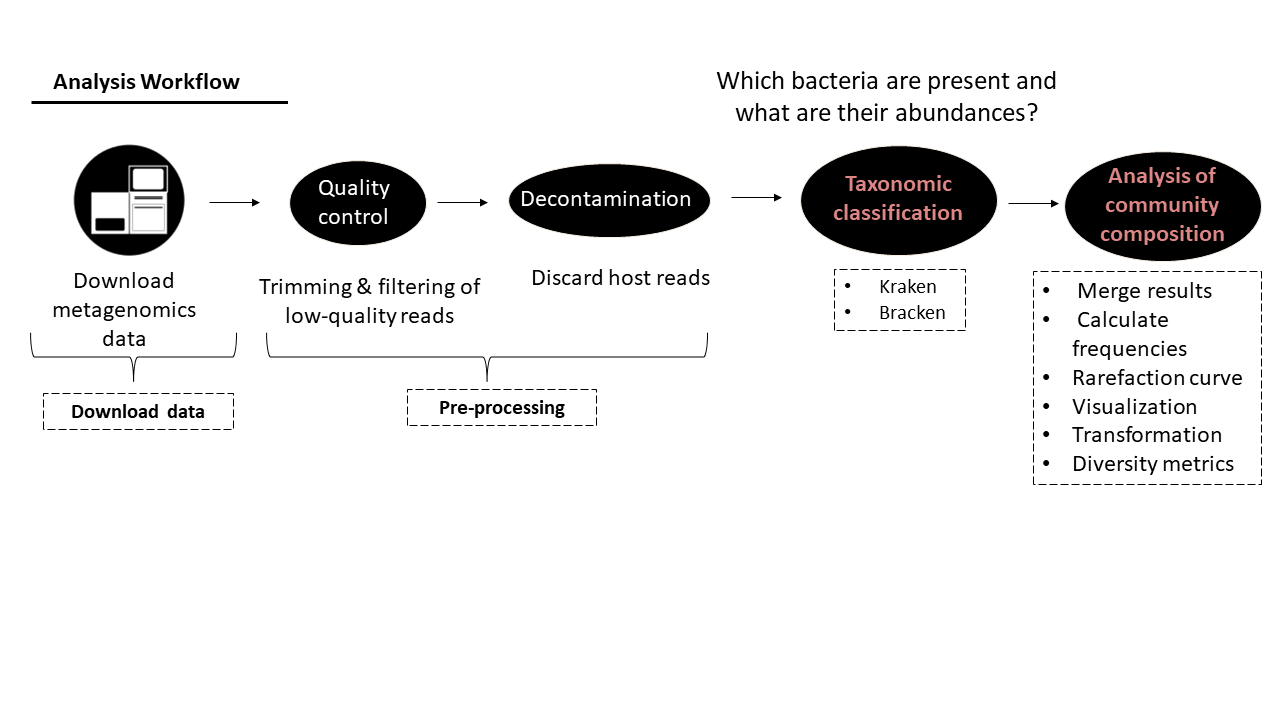 Analysis Workflow
Which bacteria are present and
what are their abundances?
Quality
control
Decontamination
Taxonomic
classification
Analysis of
community
composition
Download
metagenomics
data
Trimming & filtering of
low-quality reads
Discard host reads
• Kraken
• Bracken
• Merge results
• Calculate
frequencies
• Rarefaction curve
• Visualization
• Transformation
• Diversity metrics
Download data
Pre-processing